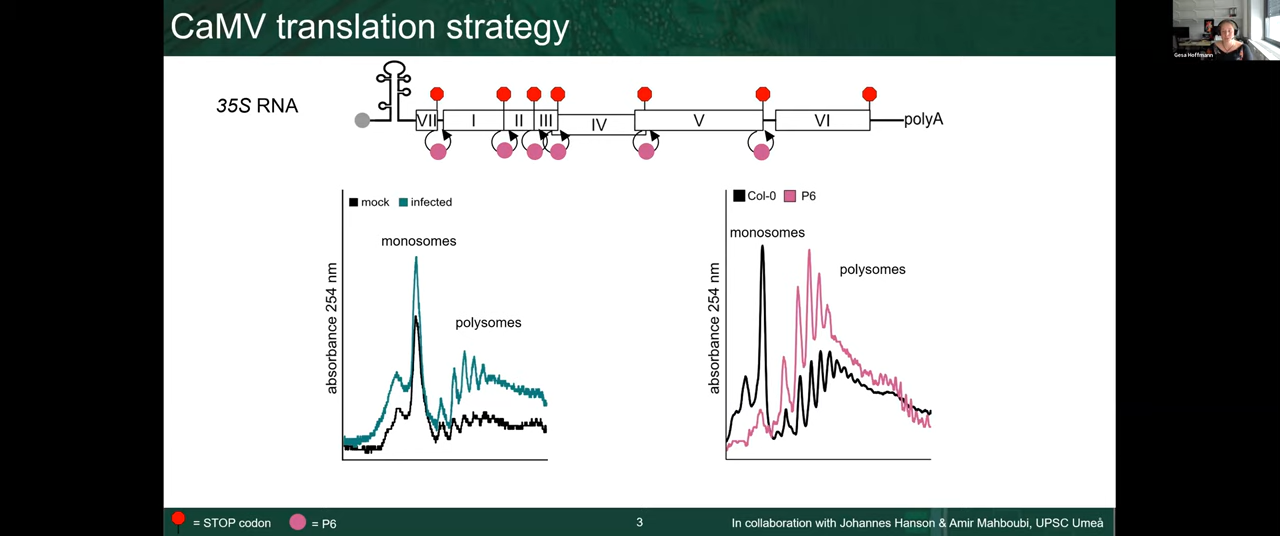 CaMV translation strategy
Gesa Hoffmann
35S RNA
VII I II III IV V VI polyA
mock infected
monosomes
polysomes
absorbance 254 nm
Col-0 P6
monosomes
polysomes
absorbance 254 nm
= STOP codon = P6
3
In collaboration with Johannes Hanson & Amir Mahboubi, UPSC Umeå